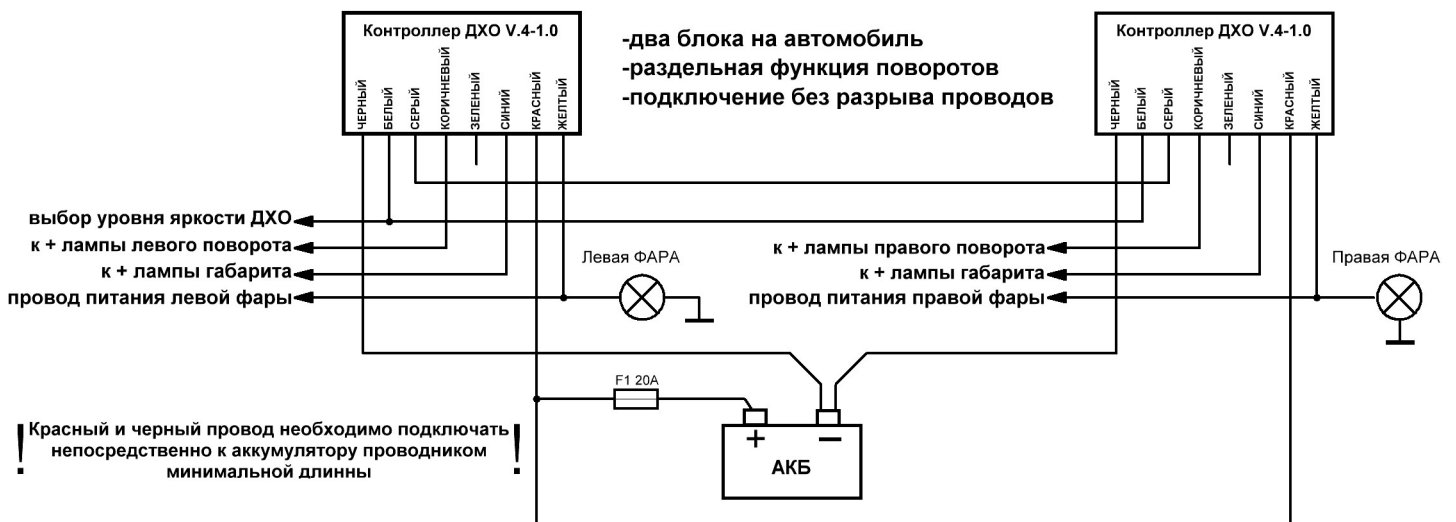 Контроллер ДХО V.4-1.0
ЧЕРНЫЙ
БЕЛЫЙ
СЕРЫЙ
КОРИЧНЕВЫЙ
ЗЕЛЕНЫЙ
СИНИЙ
КРАСНЫЙ
ЖЕЛТЫЙ
-два блока на автомобиль
-раздельная функция поворотов
-подключение без разрыва проводов
Контроллер ДХО V.4-1.0
ЧЕРНЫЙ
БЕЛЫЙ
СЕРЫЙ
КОРИЧНЕВЫЙ
ЗЕЛЕНЫЙ
СИНИЙ
КРАСНЫЙ
ЖЕЛТЫЙ
выбор уровня яркости ДХО
к + лампы левого поворота
к + лампы габарита
провод питания левой фары
Левая ФАРА
к + лампы правого поворота
к + лампы габарита
провод питания правой фары
Правая ФАРА
F1 20A
+ −
АКБ
! Красный и черный провод необходимо подключать !
непосредственно к аккумулятору проводником
минимальной длинны